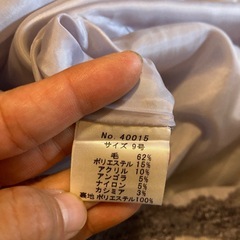 No. 40015
サイズ 9号
毛 62%
ポリエステル 15%
アクリル 10%
アンゴラ 5%
ナイロン 5%
カシミア 3%
裏地 ポリエステル100%